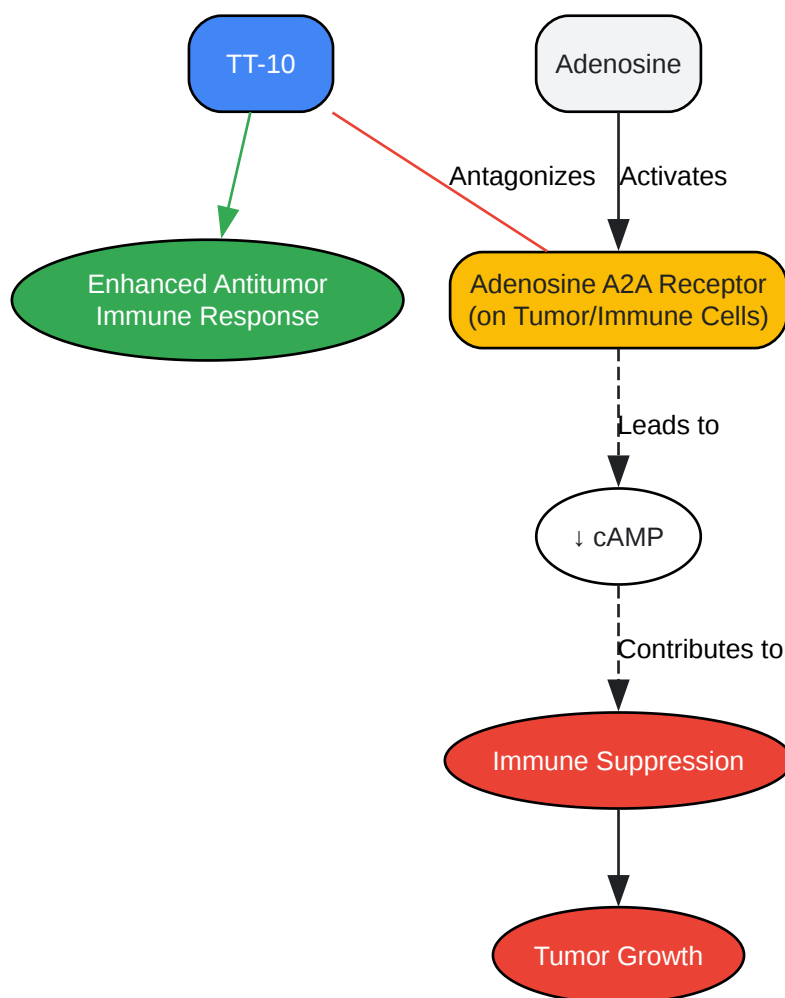 TT-10
Adenosine
Antagonizes
Activates
Enhanced Antitumor
Immune Response
Adenosine A2A Receptor
(on Tumor/Immune Cells)
Leads to
↓ cAMP
Contributes to
Immune Suppression
Tumor Growth